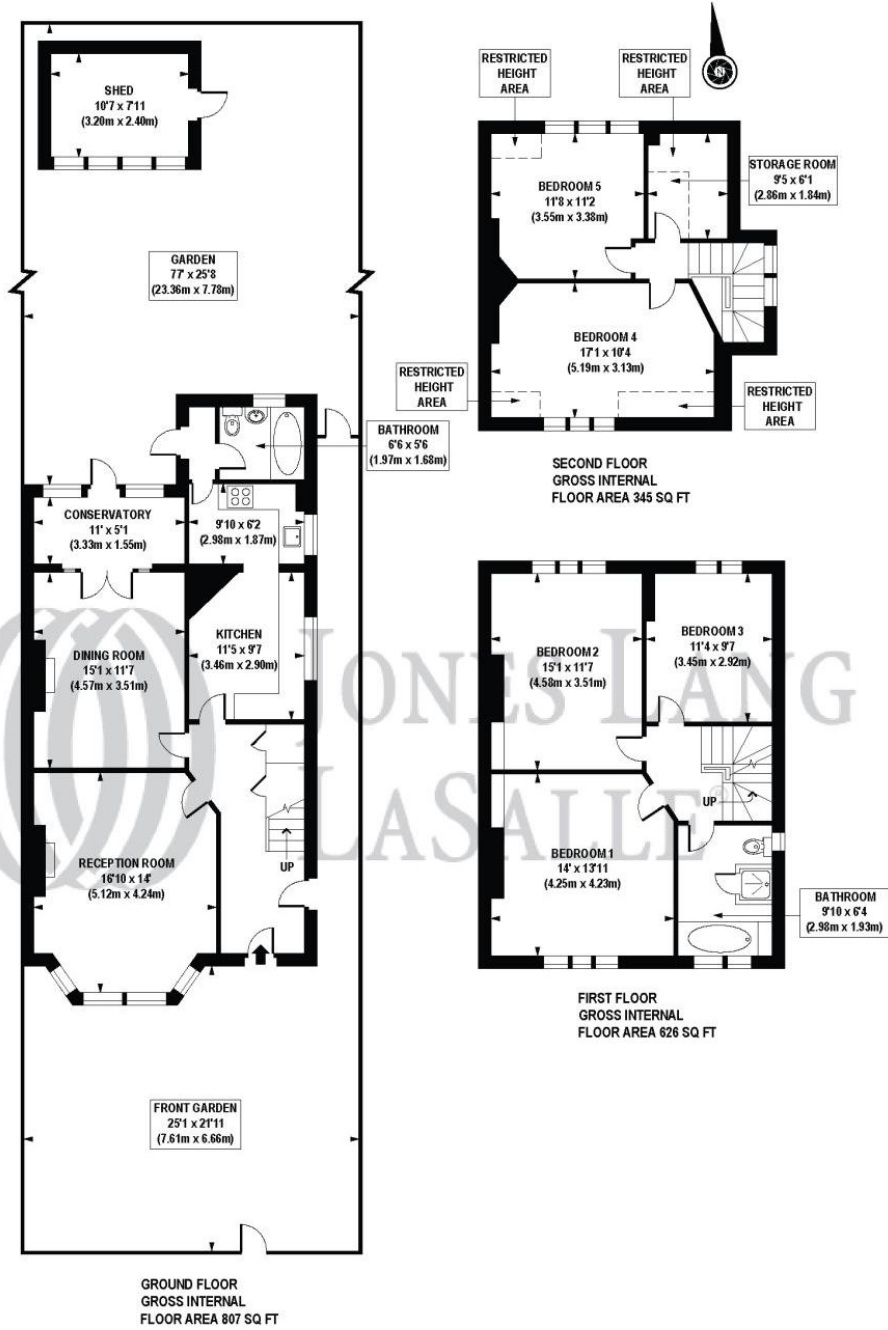 SHED
10'7 x 7'11
(3.20m x 2.40m)
GARDEN
77' x 25'8
(23.36m x 7.78m)
BATHROOM
6'6 x 5'6
(1.97m x 1.68m)
CONSERVATORY
11' x 5'1
(3.33m x 1.55m)
9'10 x 6'2
(2.98m x 1.87m)
DINING ROOM
15'1 x 11'7
(4.57m x 3.51m)
KITCHEN
11'5 x 9'7
(3.46m x 2.90m)
RECEPTION ROOM
16'10 x 14'
(5.12m x 4.24m)
UP
FRONT GARDEN
25'1 x 21'11
(7.61m x 6.66m)
GROUND FLOOR
GROSS INTERNAL
FLOOR AREA 807 SQ FT
RESTRICTED
HEIGHT
AREA
RESTRICTED
HEIGHT
AREA
N
STORAGE ROOM
9'5 x 6'1
(2.86m x 1.84m)
BEDROOM 5
11'8 x 11'2
(3.55m x 3.38m)
BEDROOM 4
17'1 x 10'4
(5.19m x 3.13m)
RESTRICTED
HEIGHT
AREA
RESTRICTED
HEIGHT
AREA
SECOND FLOOR
GROSS INTERNAL
FLOOR AREA 345 SQ FT
BEDROOM 2
15'1 x 11'7
(4.58m x 3.51m)
BEDROOM 3
11'4 x 9'7
(3.45m x 2.92m)
UP
BEDROOM 1
14' x 13'11
(4.25m x 4.23m)
BATHROOM
9'10 x 6'4
(2.98m x 1.93m)
FIRST FLOOR
GROSS INTERNAL
FLOOR AREA 626 SQ FT
JONES LANG
LASALLE®